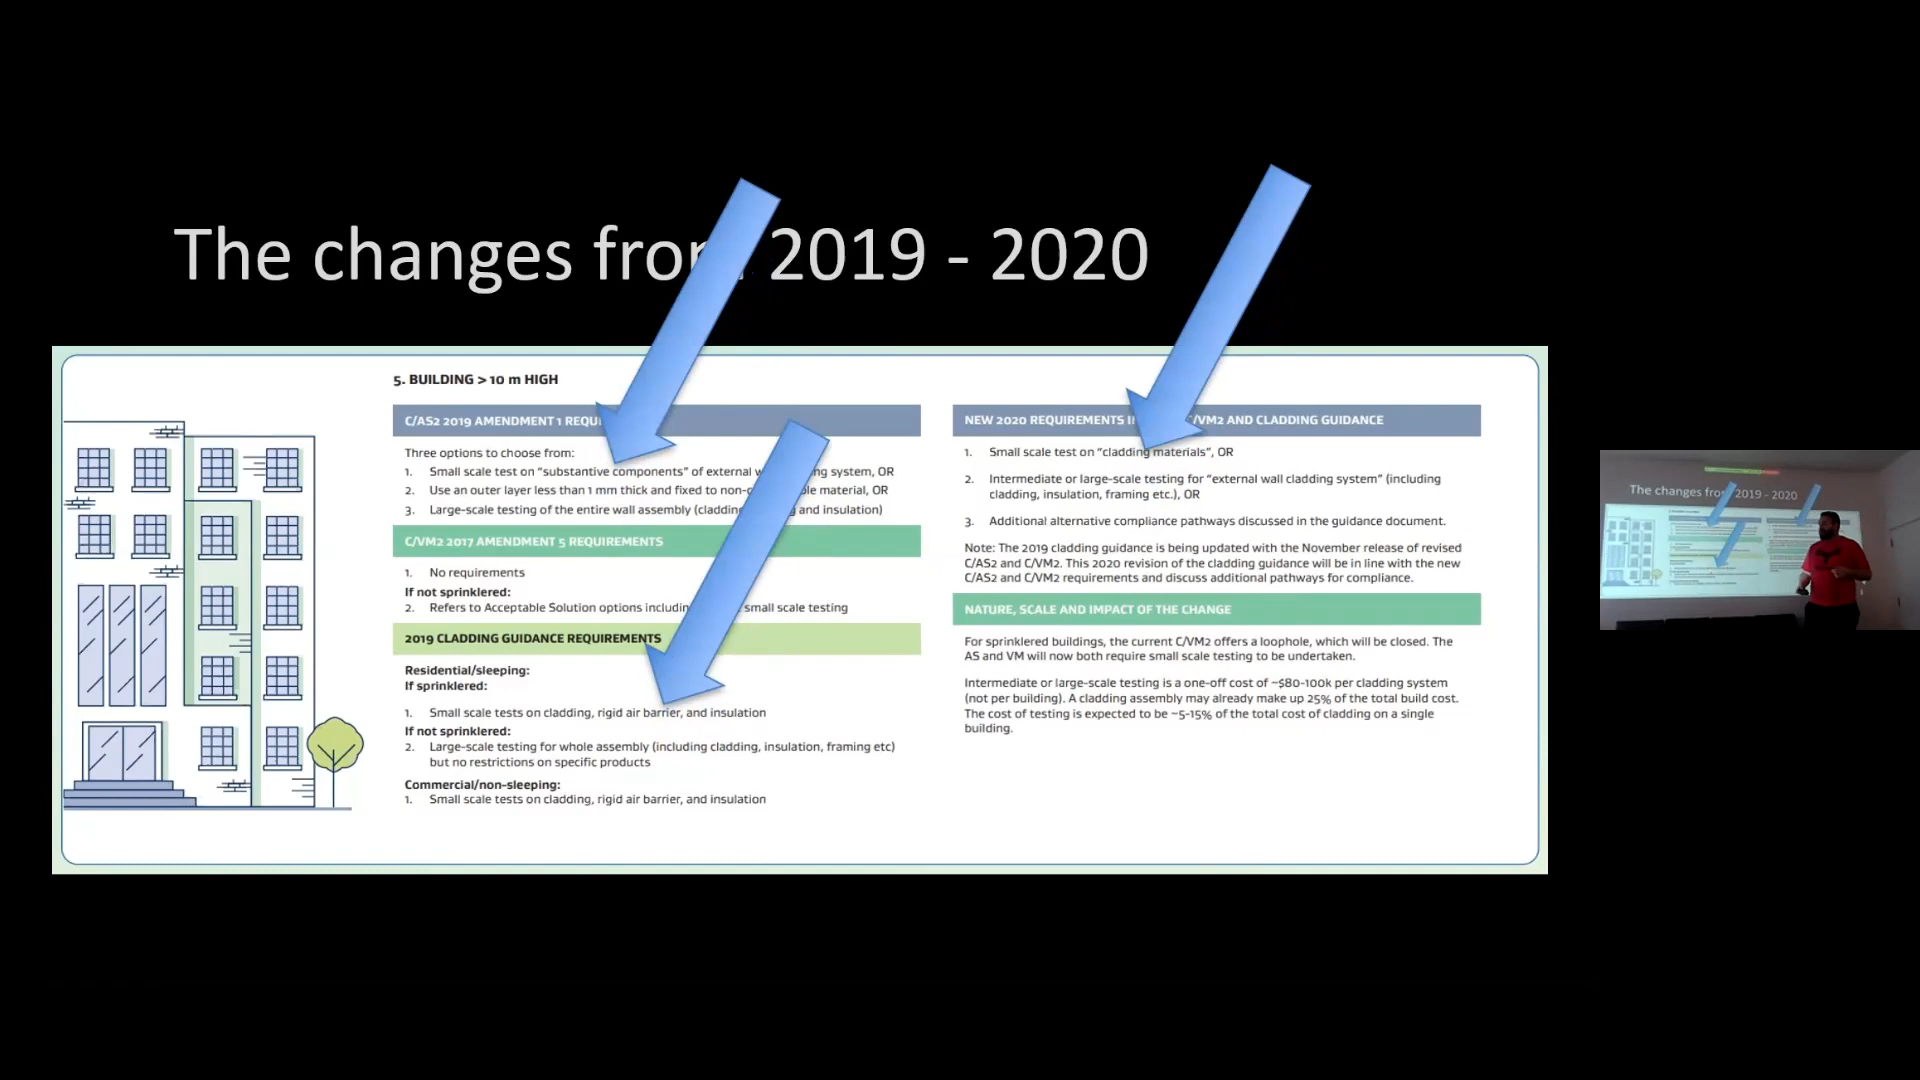 The changes from 2019 - 2020
5. BUILDING > 10 m HIGH
C/AS2 2019 AMENDMENT 1
Three options to choose from:
1. Small scale test on “substantive components” of external system, OR
2. Use an outer layer less than 1 mm thick and fixed to material, OR
3. Large-scale testing of the entire wall assembly and insulation)
C/VM2 2017 AMENDMENT 5 REQUIREMENTS
1. No requirements
If not sprinklered:
2. Refers to Acceptable Solution options small scale testing
2019 CLADDING GUIDANCE REQUIREMENTS
Residential/sleeping:
If sprinklered:
1. Small scale tests on cladding, rigid air barrier, and insulation
If not sprinklered:
2. Large-scale testing for whole assembly (including cladding, insulation, framing etc)
but no restrictions on specific products
Commercial/non-sleeping:
1. Small scale tests on cladding, rigid air barrier, and insulation
NEW 2020 REQUIREMENTS C/VM2 AND CLADDING GUIDANCE
1. Small scale test on “cladding materials”, OR
2. Intermediate or large-scale testing for “external wall cladding system” (including
cladding, insulation, framing etc.), OR
3. Additional alternative compliance pathways discussed in the guidance document.
Note: The 2019 cladding guidance is being updated with the November release of revised
C/AS2 and C/VM2. This 2020 revision of the cladding guidance will be in line with the new
C/AS2 and C/VM2 requirements and discuss additional pathways for compliance.
NATURE, SCALE AND IMPACT OF THE CHANGE
For sprinklered buildings, the current C/VM2 offers a loophole, which will be closed. The
AS and VM will now both require small scale testing to be undertaken.
Intermediate or large-scale testing is a one-off cost of ~$80-100k per cladding system
(not per building). A cladding assembly may already make up 25% of the total build cost.
The cost of testing is expected to be ~5-15% of the total cost of cladding on a single
building.
The changes from 2019 - 2020